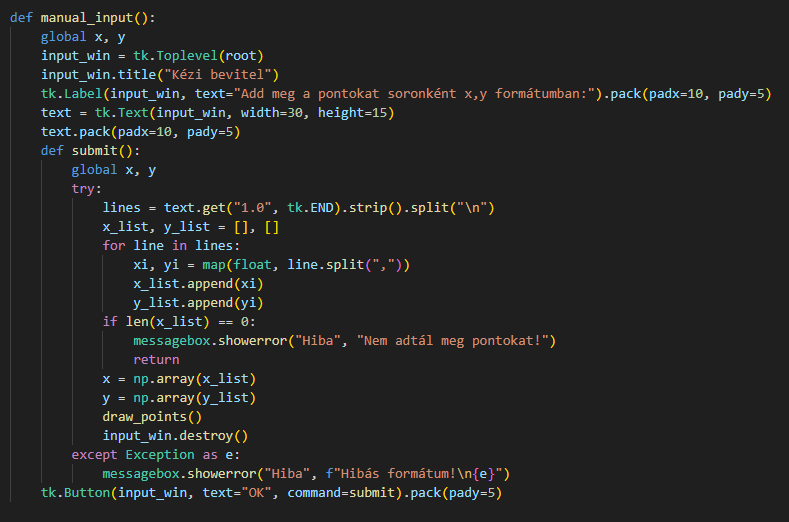 def manual_input():
    global x, y
    input_win = tk.Toplevel(root)
    input_win.title("Kézi bevitel")
    tk.Label(input_win, text="Add meg a pontokat soronként x,y formátumban:").pack(padx=10, pady=5)
    text = tk.Text(input_win, width=30, height=15)
    text.pack(padx=10, pady=5)
    def submit():
        global x, y
        try:
            lines = text.get("1.0", tk.END).strip().split("\n")
            x_list, y_list = [], []
            for line in lines:
                xi, yi = map(float, line.split(","))
                x_list.append(xi)
                y_list.append(yi)
            if len(x_list) == 0:
                messagebox.showerror("Hiba", "Nem adtál meg pontokat!")
                return
            x = np.array(x_list)
            y = np.array(y_list)
            draw_points()
            input_win.destroy()
        except Exception as e:
            messagebox.showerror("Hiba", f"Hibás formátum!\n{e}")
    tk.Button(input_win, text="OK", command=submit).pack(pady=5)